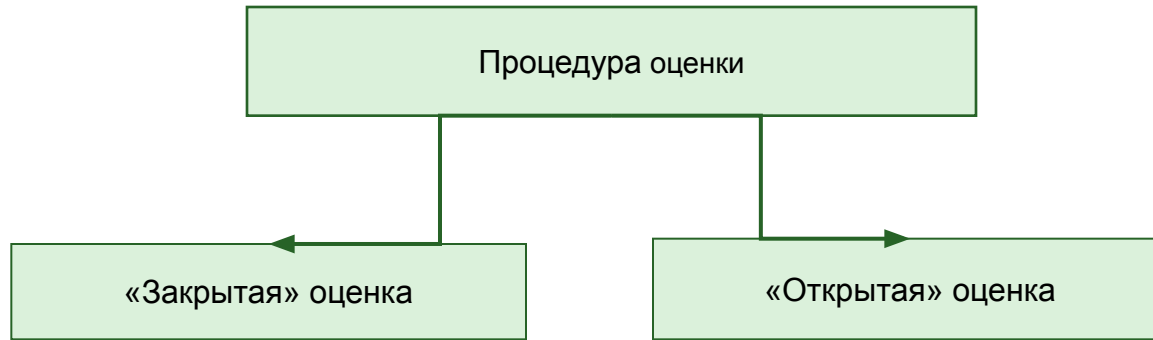 Процедура оценки
«Закрытая» оценка
«Открытая» оценка